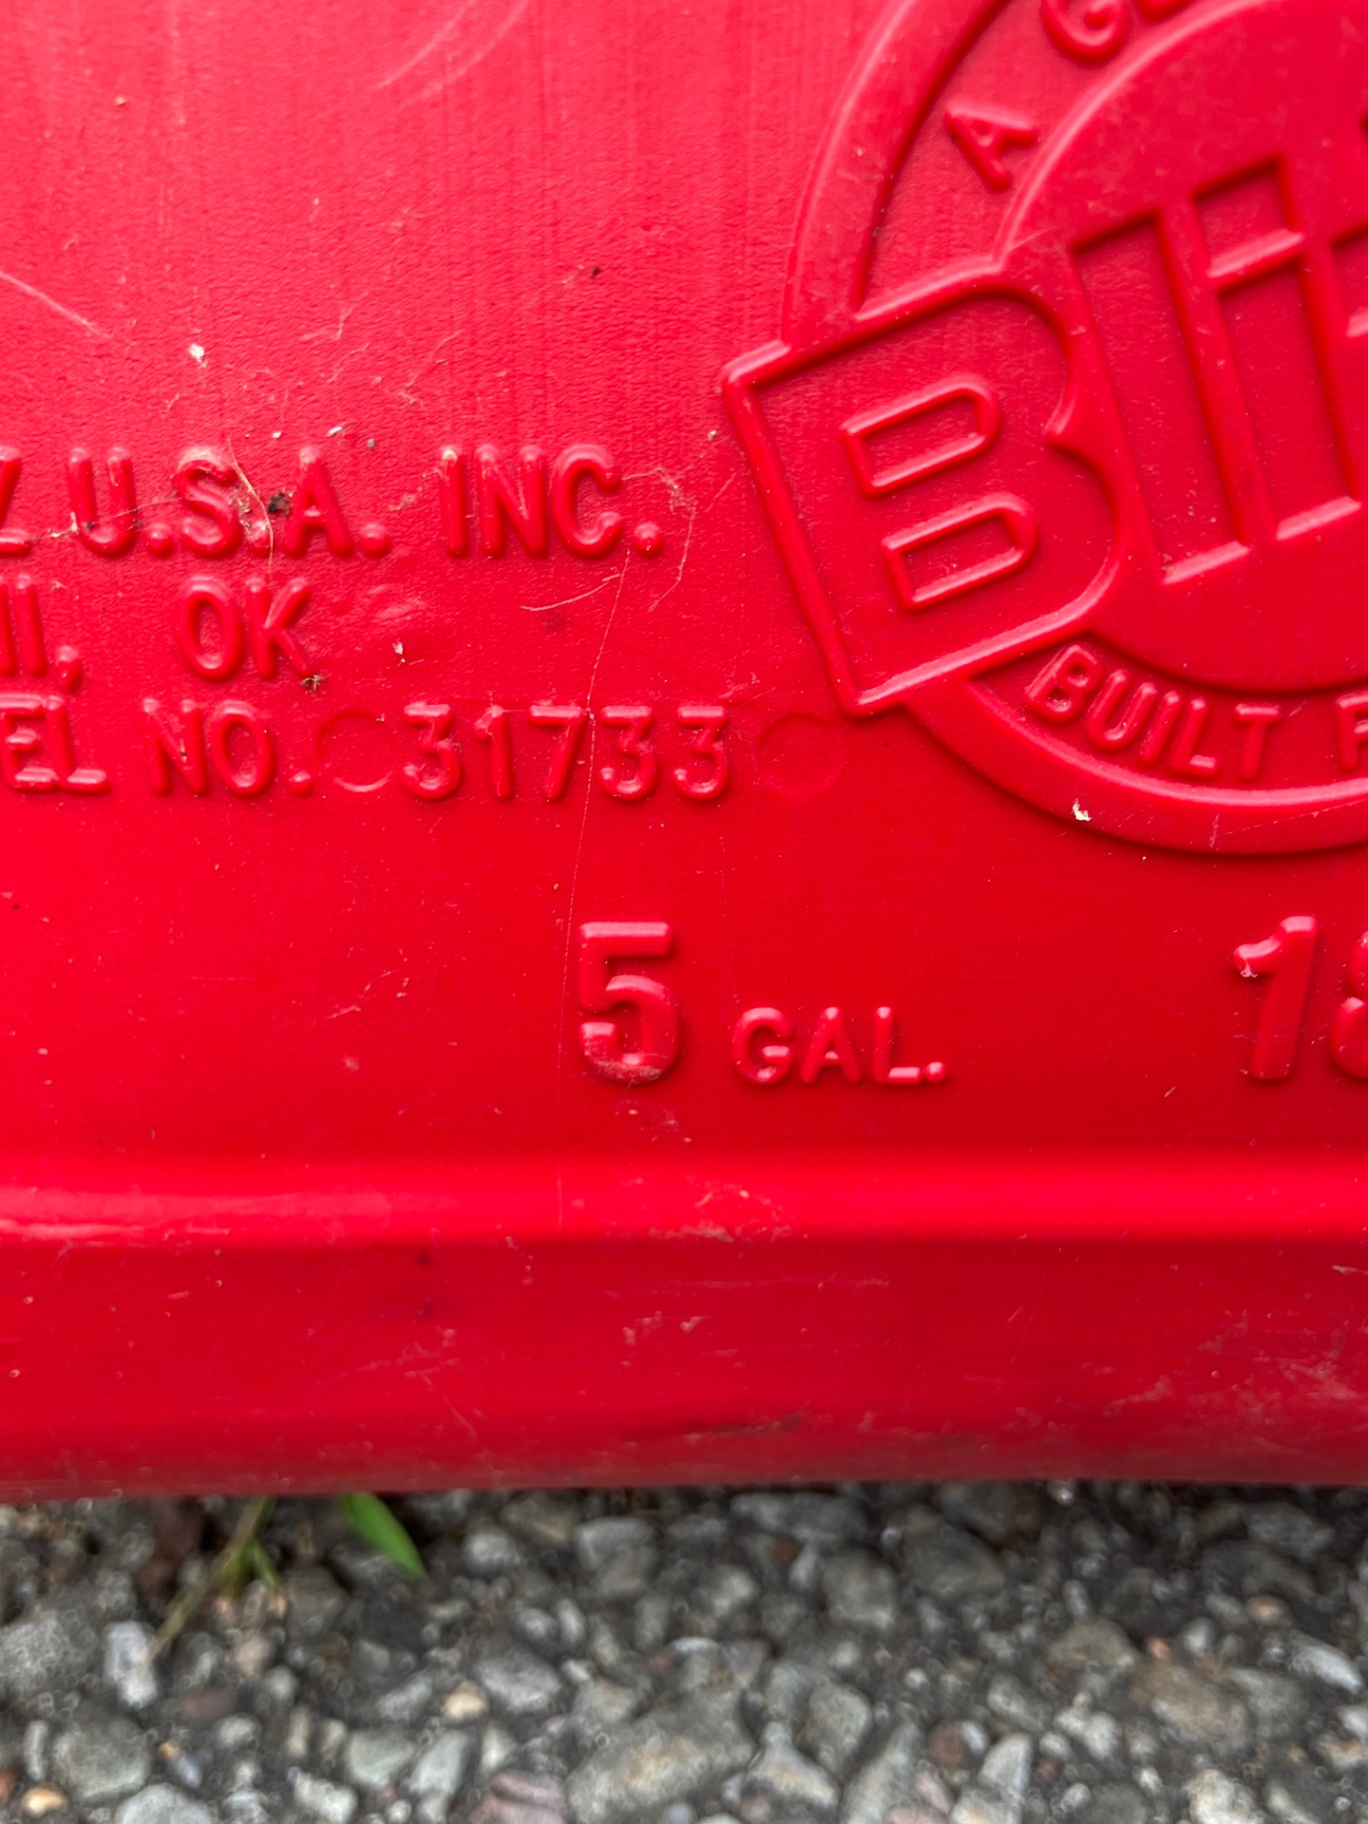 A
U.S.A. INC.
OK
NO. 31733
BUILT
5 GAL.